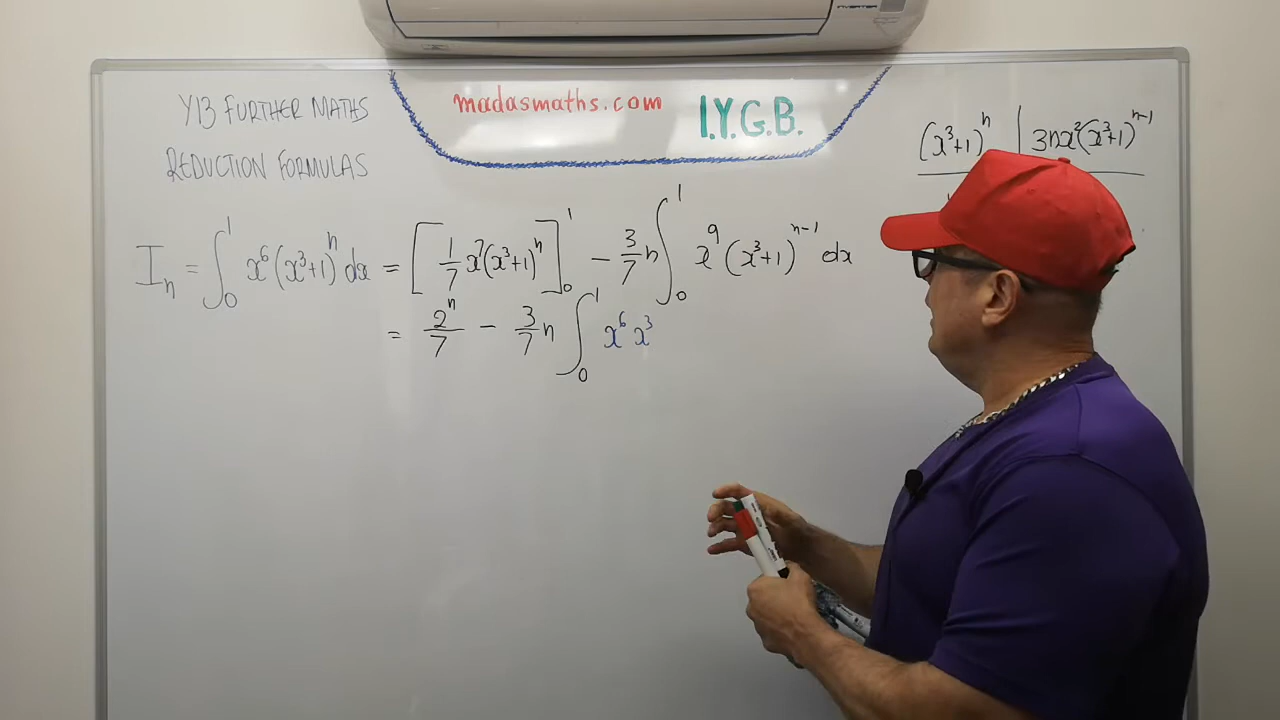 Y13 FURTHER MATHS
REDUCTION FORMULAS
madasmaths.com
I.Y.G.B.
(x³+1)ⁿ | 3nx²(x³+1)ⁿ⁻¹
Iₙ = ∫₀¹ x⁶(x³+1)ⁿ dx = [1/7 x⁷(x³+1)ⁿ]₀¹ − 3/7 n ∫₀¹ x⁹ (x³+1)ⁿ⁻¹ dx
= 2ⁿ/7 − 3/7 n ∫₀¹ x⁶ x³